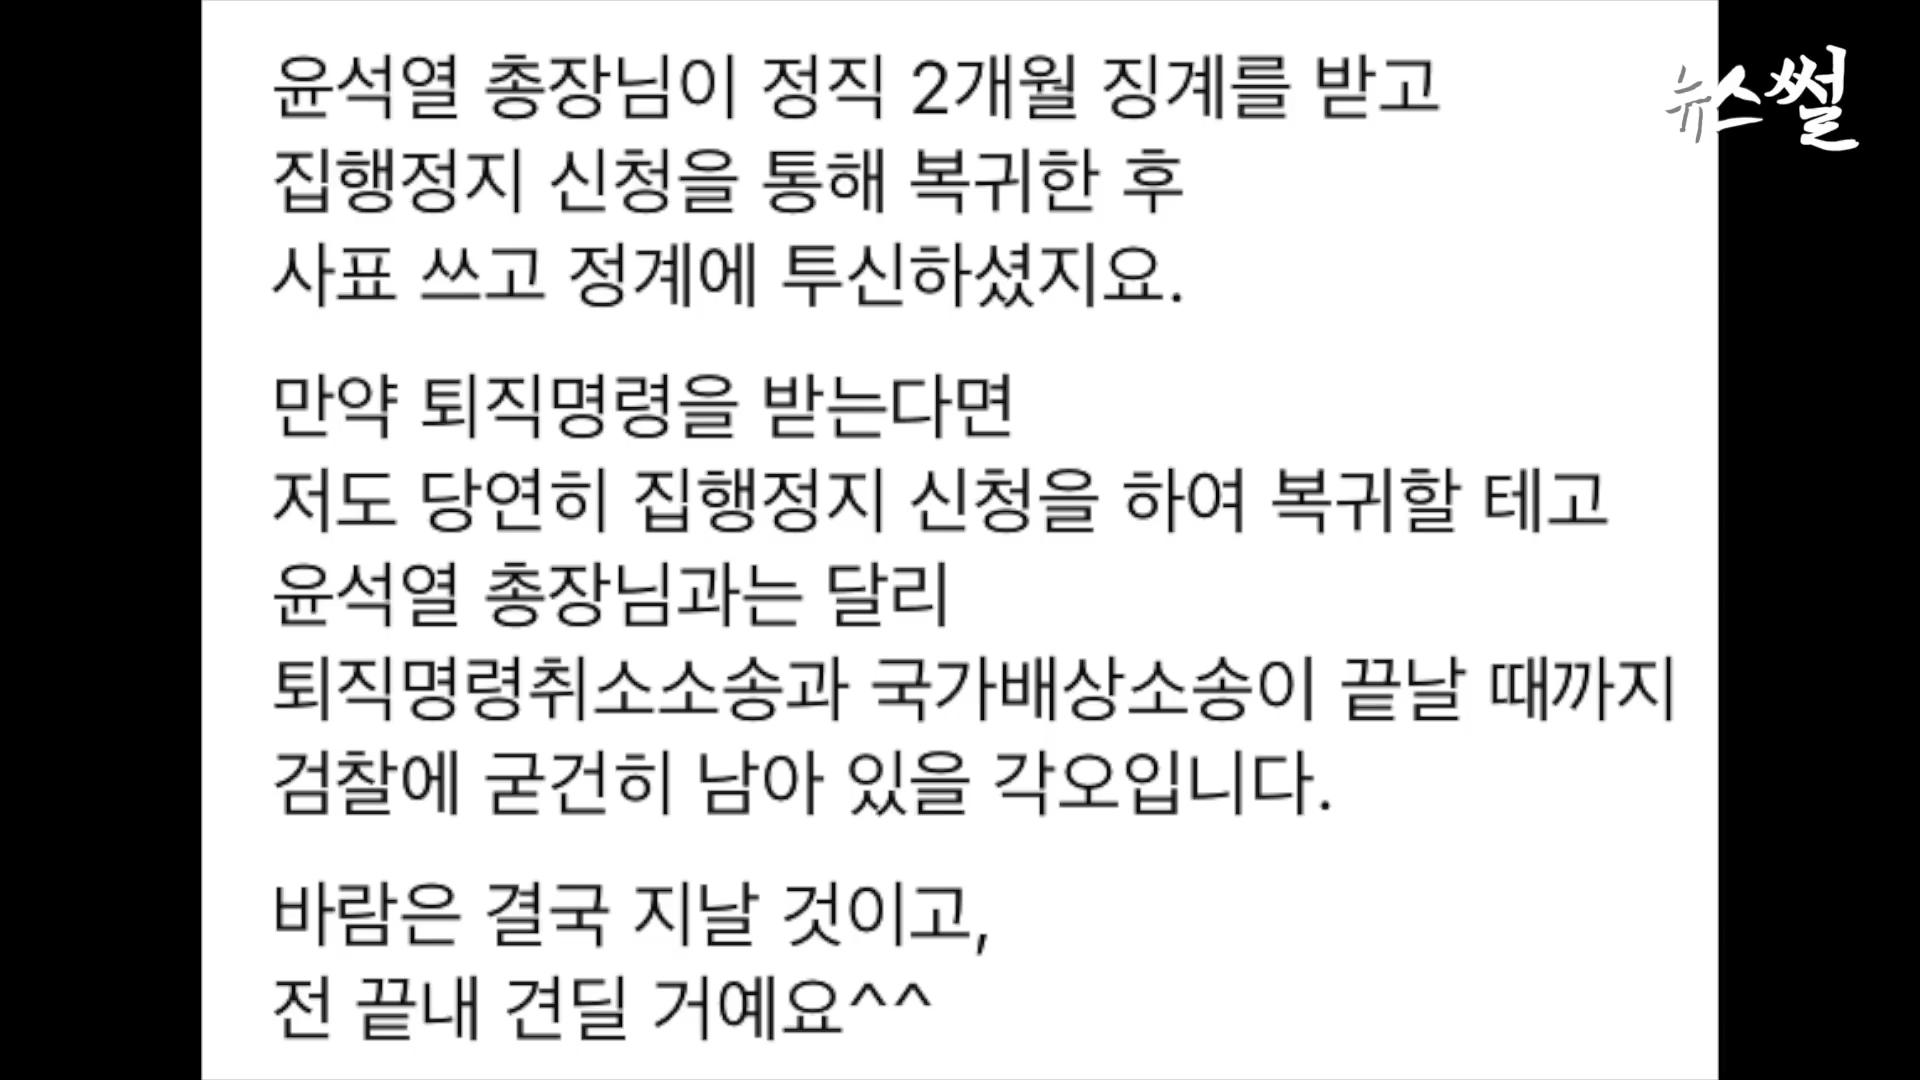 윤석열 총장님이 정직 2개월 징계를 받고
집행정지 신청을 통해 복귀한 후
사표 쓰고 정계에 투신하셨지요.
만약 퇴직명령을 받는다면
저도 당연히 집행정지 신청을 하여 복귀할 테고
윤석열 총장님과는 달리
퇴직명령취소소송과 국가배상소송이 끝날 때까지
검찰에 굳건히 남아 있을 각오입니다.
바람은 결국 지날 것이고,
전 끝내 견딜 거예요^^
뉴스썰